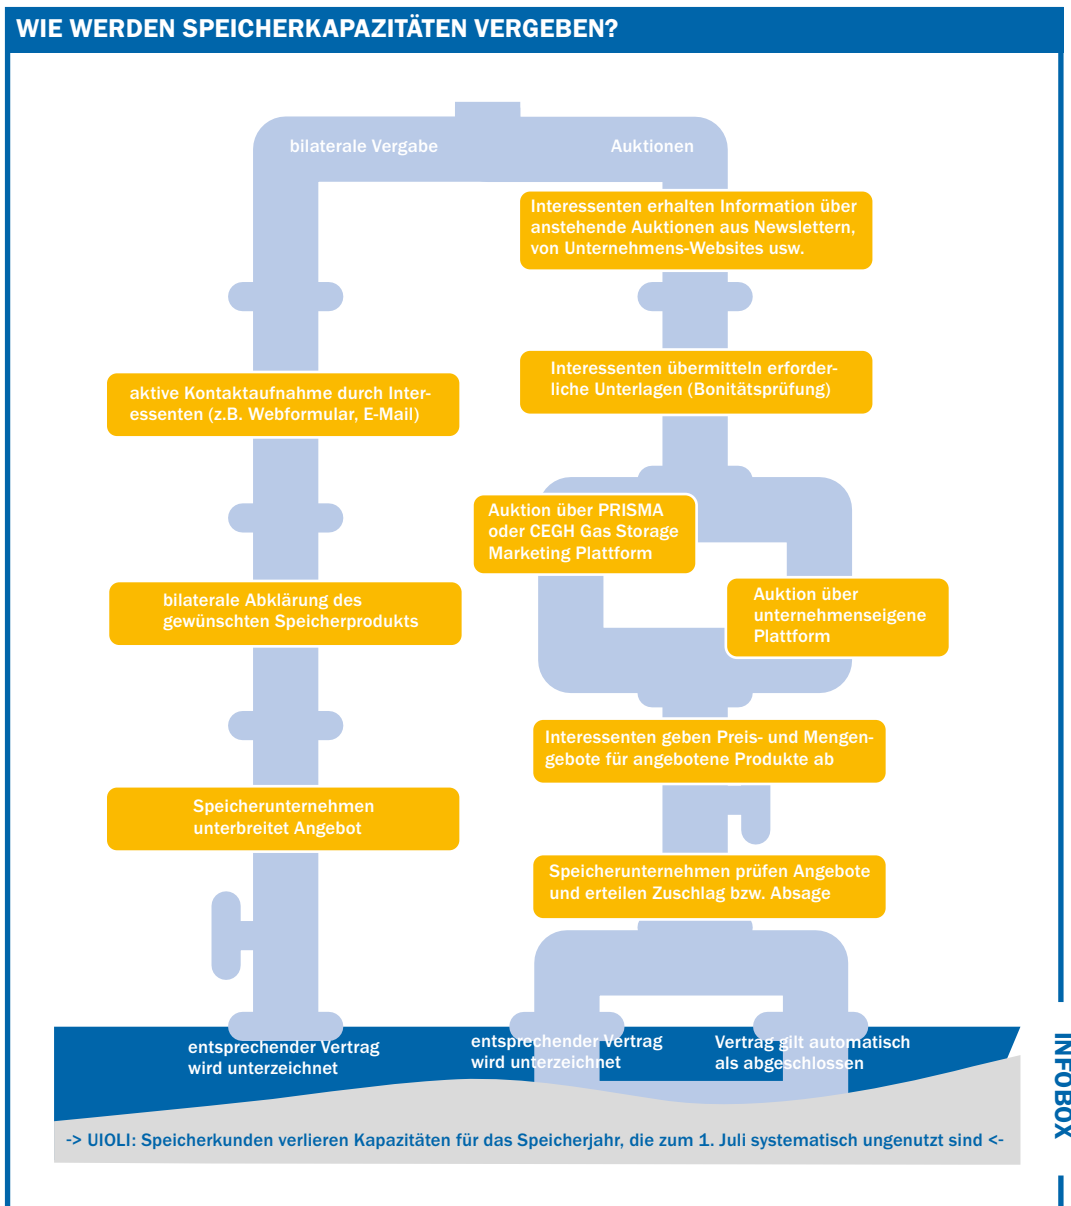 WIE WERDEN SPEICHERKAPAZITÄTEN VERGEBEN?
bilaterale Vergabe
aktive Kontaktaufnahme durch Inter-
essenten (z.B. Webformular, E-Mail)
bilaterale Abklärung des
gewünschten Speicherprodukts
Speicherunternehmen
unterbreitet Angebot
entsprechender Vertrag
wird unterzeichnet
Auktionen
Interessenten erhalten Information über
anstehende Auktionen aus Newslettern,
von Unternehmens-Websites usw.
Interessenten übermitteln erforder-
liche Unterlagen (Bonitätsprüfung)
Auktion über PRISMA
oder CEGH Gas Storage
Marketing Plattform
Auktion über
unternehmenseigene
Plattform
Interessenten geben Preis- und Mengen-
gebote für angebotene Produkte ab
Speicherunternehmen prüfen Angebote
und erteilen Zuschlag bzw. Absage
entsprechender Vertrag
wird unterzeichnet
Vertrag gilt automatisch
als abgeschlossen
-> UIOLI: Speicherkunden verlieren Kapazitäten für das Speicherjahr, die zum 1. Juli systematisch ungenutzt sind <-
INFOBOX